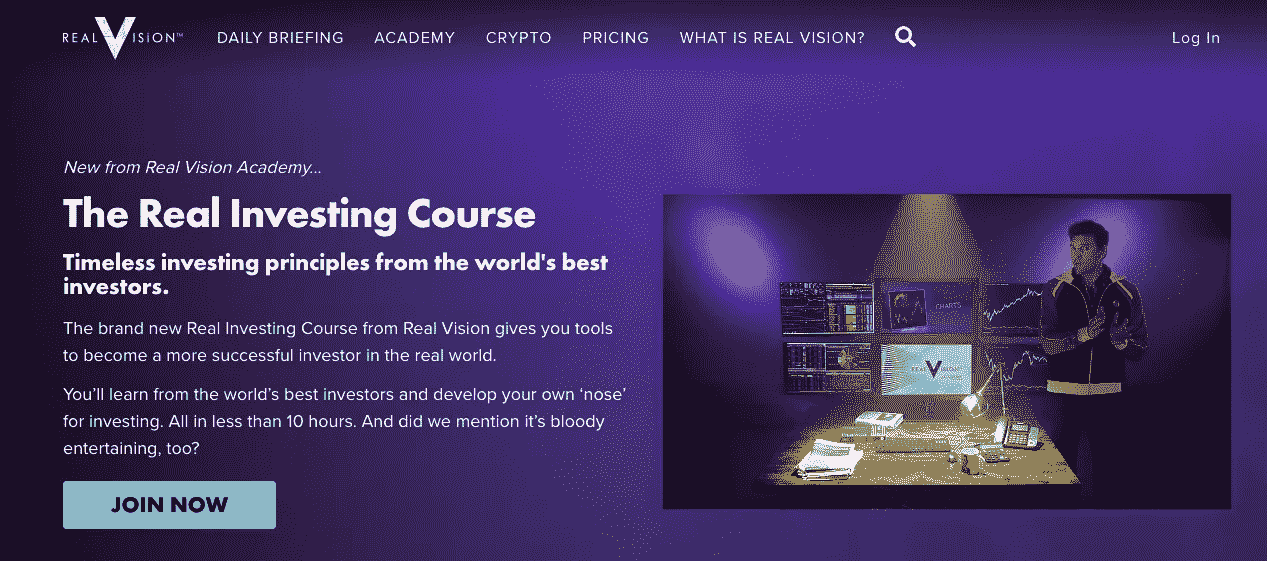 REAL VISION™
DAILY BRIEFING
ACADEMY
CRYPTO
PRICING
WHAT IS REAL VISION?
Log In
New from Real Vision Academy...
The Real Investing Course
Timeless investing principles from the world's best
investors.
The brand new Real Investing Course from Real Vision gives you tools
to become a more successful investor in the real world.
You’ll learn from the world’s best investors and develop your own ‘nose’
for investing. All in less than 10 hours. And did we mention it’s bloody
entertaining, too?
JOIN NOW
CHARTS
REAL VISION